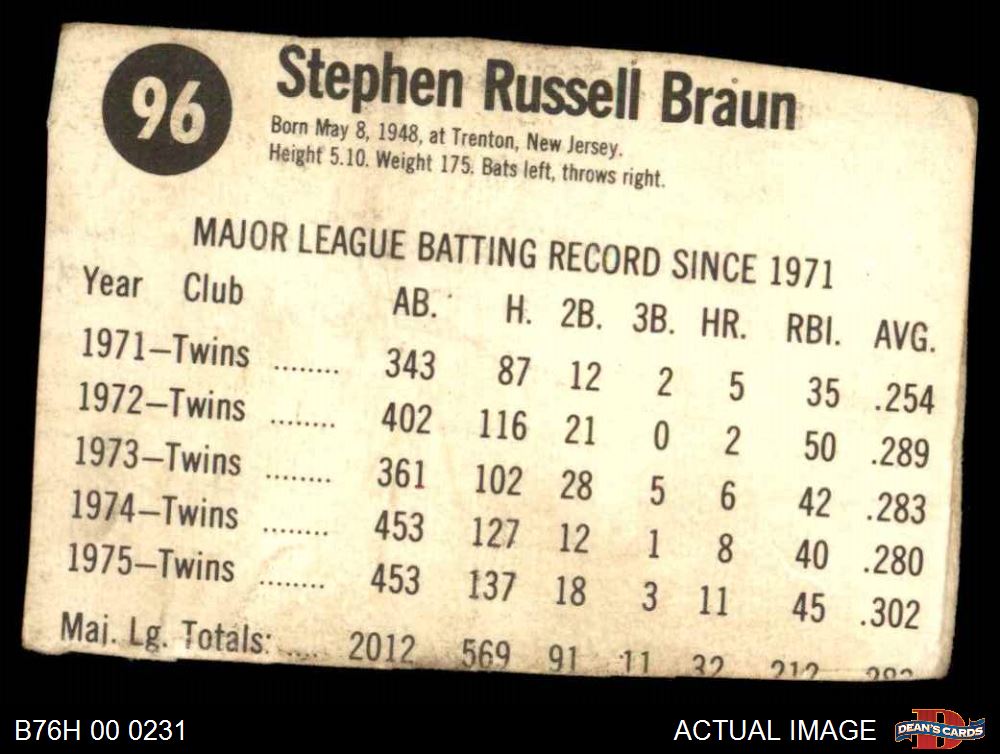 96
Stephen Russell Braun
Born May 8, 1948, at Trenton, New Jersey.
Height 5.10. Weight 175. Bats left, throws right.
MAJOR LEAGUE BATTING RECORD SINCE 1971
Year Club AB. H. 2B. 3B. HR. RBI. AVG.
1971—Twins ........ 343 87 12 2 5 35 .254
1972—Twins ........ 402 116 21 0 2 50 .289
1973—Twins ........ 361 102 28 5 6 42 .283
1974—Twins ........ 453 127 12 1 8 40 .280
1975—Twins ........ 453 137 18 3 11 45 .302
Maj. Lg. Totals: .... 2012 569 91 11 32 212
B76H 00 0231
ACTUAL IMAGE
D
DEAN'S CARDS